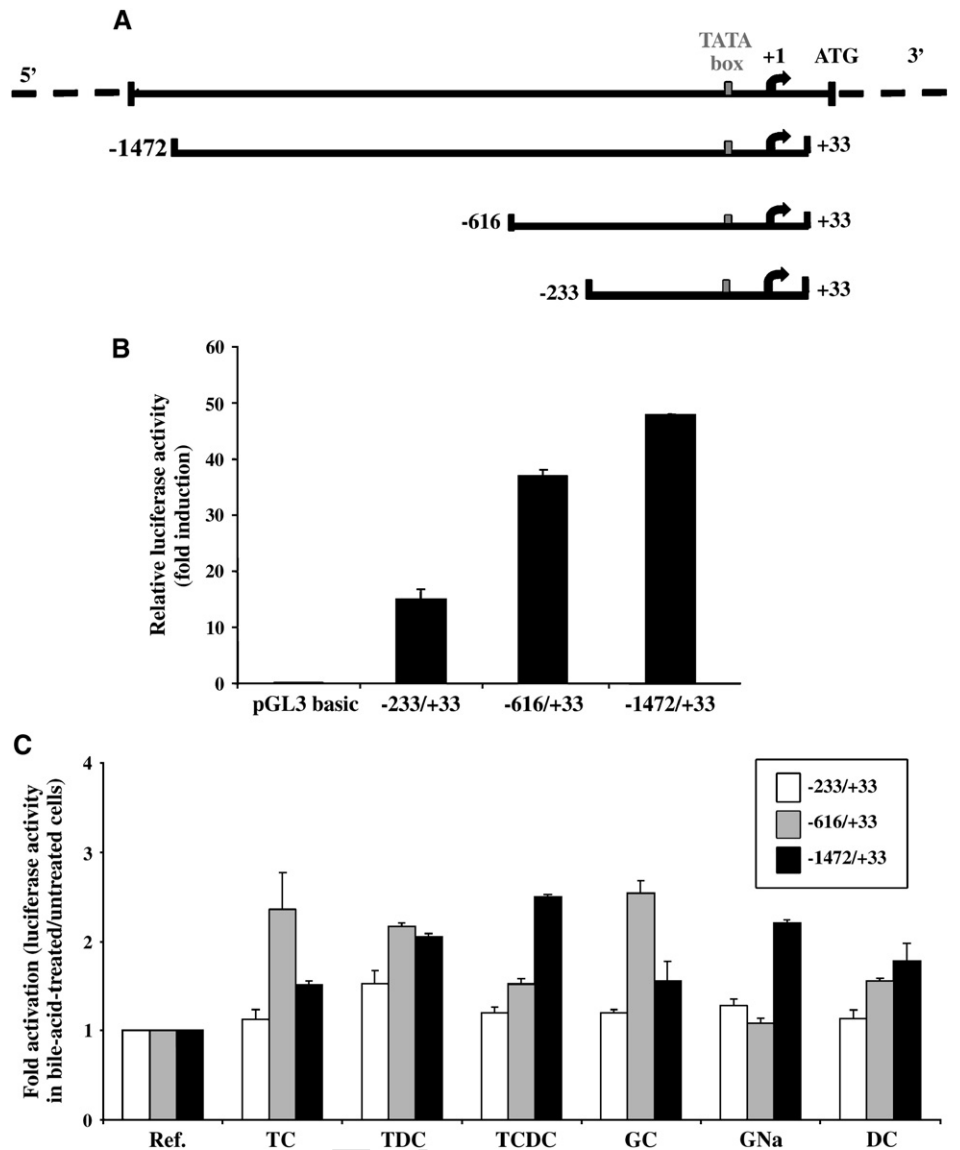 A
TATA
box
+1
ATG
5’
3’
-1472
+33
-616
+33
-233
+33
B
Relative luciferase activity
(fold induction)
60
50
40
30
20
10
0
pGL3 basic
-233/+33
-616/+33
-1472/+33
C
Fold activation (luciferase activity
in bile-acid-treated/untreated cells)
4
3
2
1
0
-233/+33
-616/+33
-1472/+33
Ref.
TC
TDC
TCDC
GC
GNa
DC